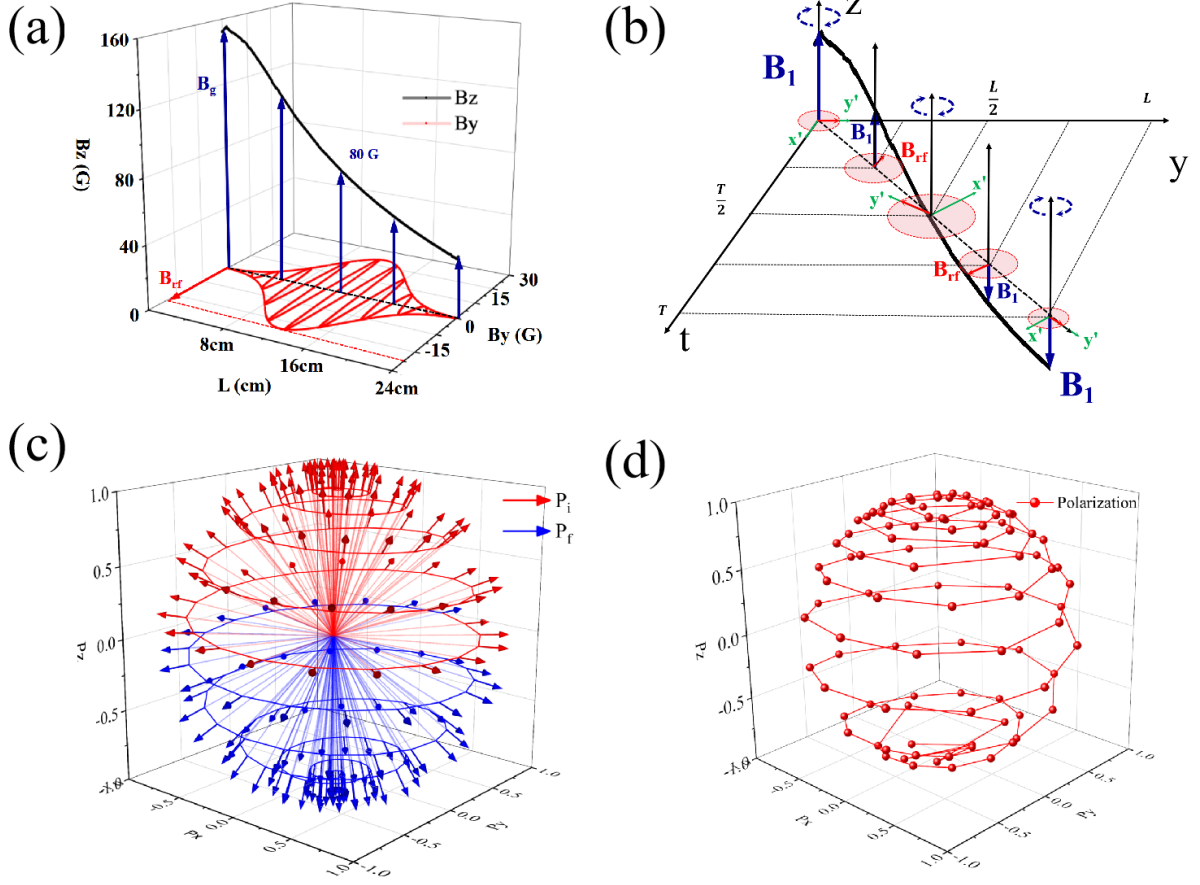 (a)
160
120
80
40
0
Bz (G)
Bg
80 G
Bz
By
Brf
8cm
16cm
24cm
L (cm)
30
15
0
-15
By (G)
(b)
z
B1
y'
x'
B1
L/2
L
y
Brf
T/2
y'
x'
Brf
B1
T
t
x'
y'
B1
(c)
1.0
0.5
0.0
-0.5
Pz
Pi
Pf
-0.5
0.0
0.5
1.0
Px
-1.0
-0.5
0.0
0.5
1.0
(d)
1.0
0.5
0.0
-0.5
Pz
Polarization
-0.5
0.0
0.5
1.0
Px
-1.0
-0.5
0.0
0.5
1.0